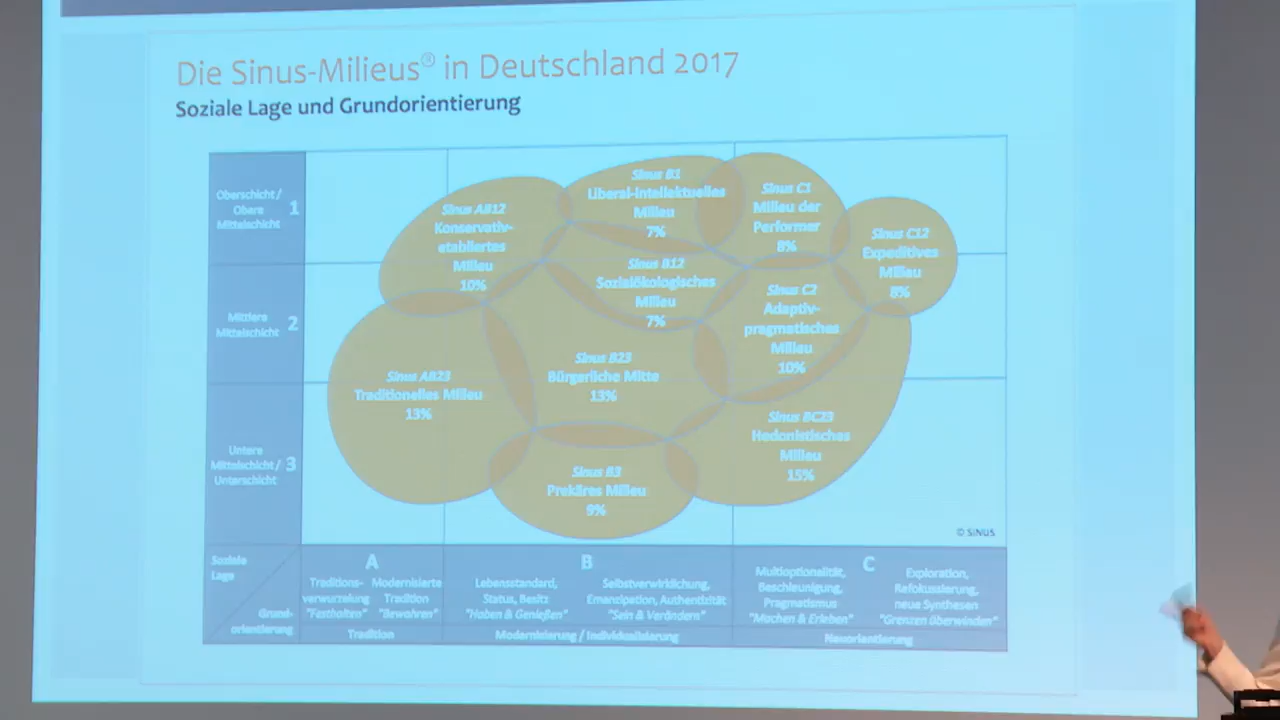 Die Sinus-Milieus® in Deutschland 2017
Soziale Lage und Grundorientierung
Oberschicht /
Obere
Mittelschicht
1
Mittlere
Mittelschicht
2
Untere
Mittelschicht /
Unterschicht
3
Sinus AB12
Konservativ-
etabliertes
Milieu
10%
Sinus B1
Liberal-intellektuelles
Milieu
7%
Sinus C1
Milieu der
Performer
8%
Sinus C12
Expeditives
Milieu
8%
Sinus B12
Sozialökologisches
Milieu
7%
Sinus C2
Adaptiv-
pragmatisches
Milieu
10%
Sinus AB23
Traditionelles Milieu
13%
Sinus B23
Bürgerliche Mitte
13%
Sinus BC23
Hedonistisches
Milieu
15%
Sinus B3
Prekäres Milieu
9%
© SINUS
Soziale
Lage
Grund-
orientierung
A
Traditions-
verwurzelung
"Festhalten"
Modernisierte
Tradition
"Bewahren"
Tradition
B
Lebensstandard,
Status, Besitz
"Haben & Genießen"
Selbstverwirklichung,
Emanzipation, Authentizität
"Sein & Verändern"
Modernisierung / Individualisierung
C
Multioptionalität,
Beschleunigung,
Pragmatismus
"Machen & Erleben"
Exploration,
Refokussierung,
neue Synthesen
"Grenzen überwinden"
Neuorientierung